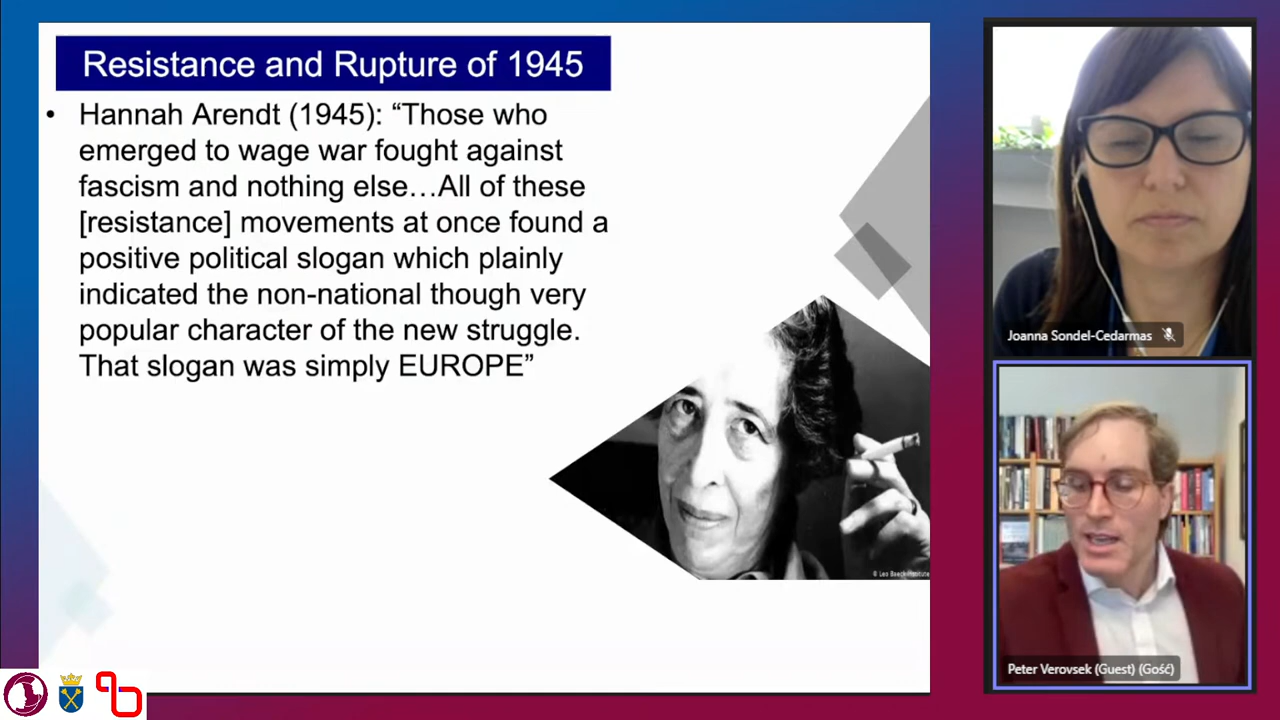 Resistance and Rupture of 1945
• Hannah Arendt (1945): “Those who
emerged to wage war fought against
fascism and nothing else…All of these
[resistance] movements at once found a
positive political slogan which plainly
indicated the non-national though very
popular character of the new struggle.
That slogan was simply EUROPE”
© Leo Baeck Institute
Joanna Sondel-Cedarmas
Peter Verovsek (Guest) (Gość)